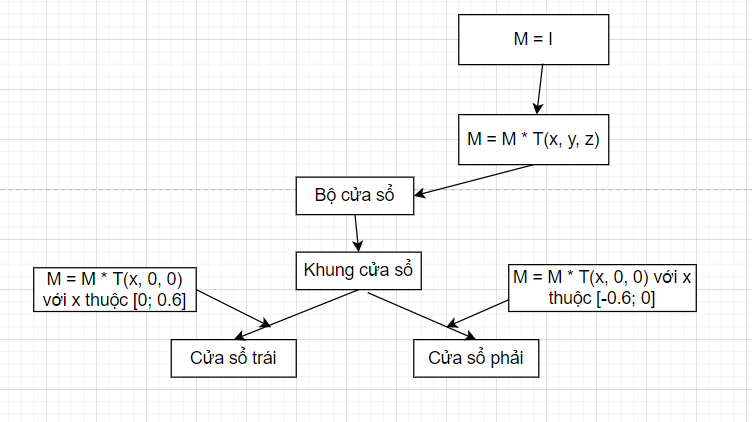 M = I
M = M * T(x, y, z)
Bộ cửa sổ
Khung cửa sổ
M = M * T(x, 0, 0)
với x thuộc [0; 0.6]
M = M * T(x, 0, 0) với x
thuộc [-0.6; 0]
Cửa sổ trái
Cửa sổ phải